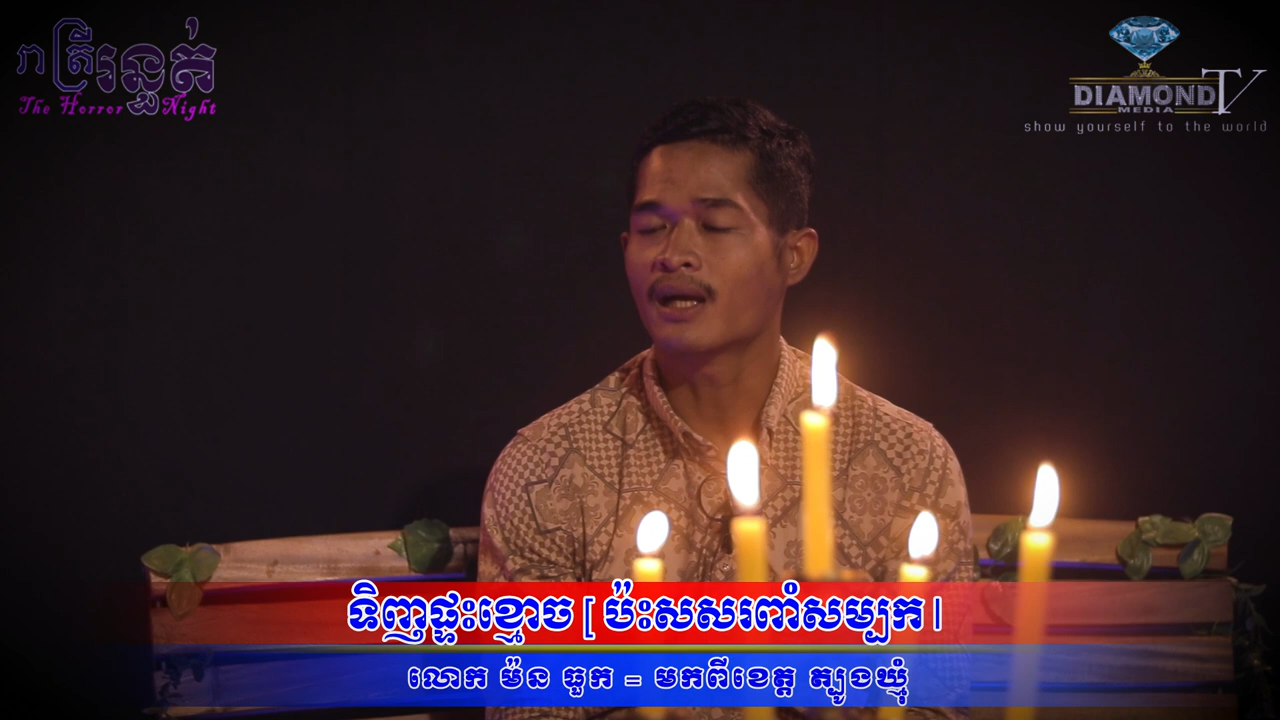 រាត្រីរន្ធត់
The Horror Night
DIAMOND TV
MEDIA
show yourself to the world
ទិញផ្ទះខ្មោច [ ប៉ះសសរពាំសម្បក |
លោក ម៉ន ធួក = មកពីខេត្ត ត្បូងឃ្មុំ